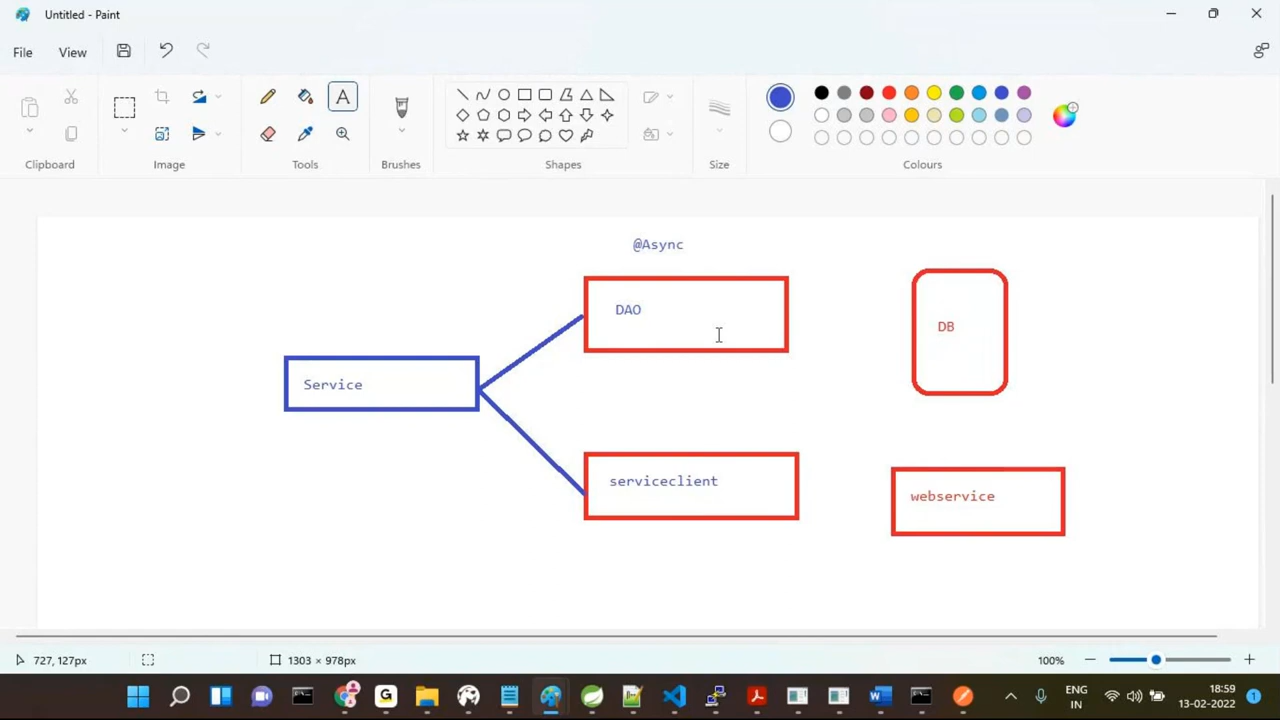 Untitled - Paint
File
View
Clipboard
Image
Tools
Brushes
Shapes
Size
Colours
@Async
DAO
DB
Service
serviceclient
webservice
727, 127px
1303 × 978px
100%
ENG
IN
18:59
13-02-2022